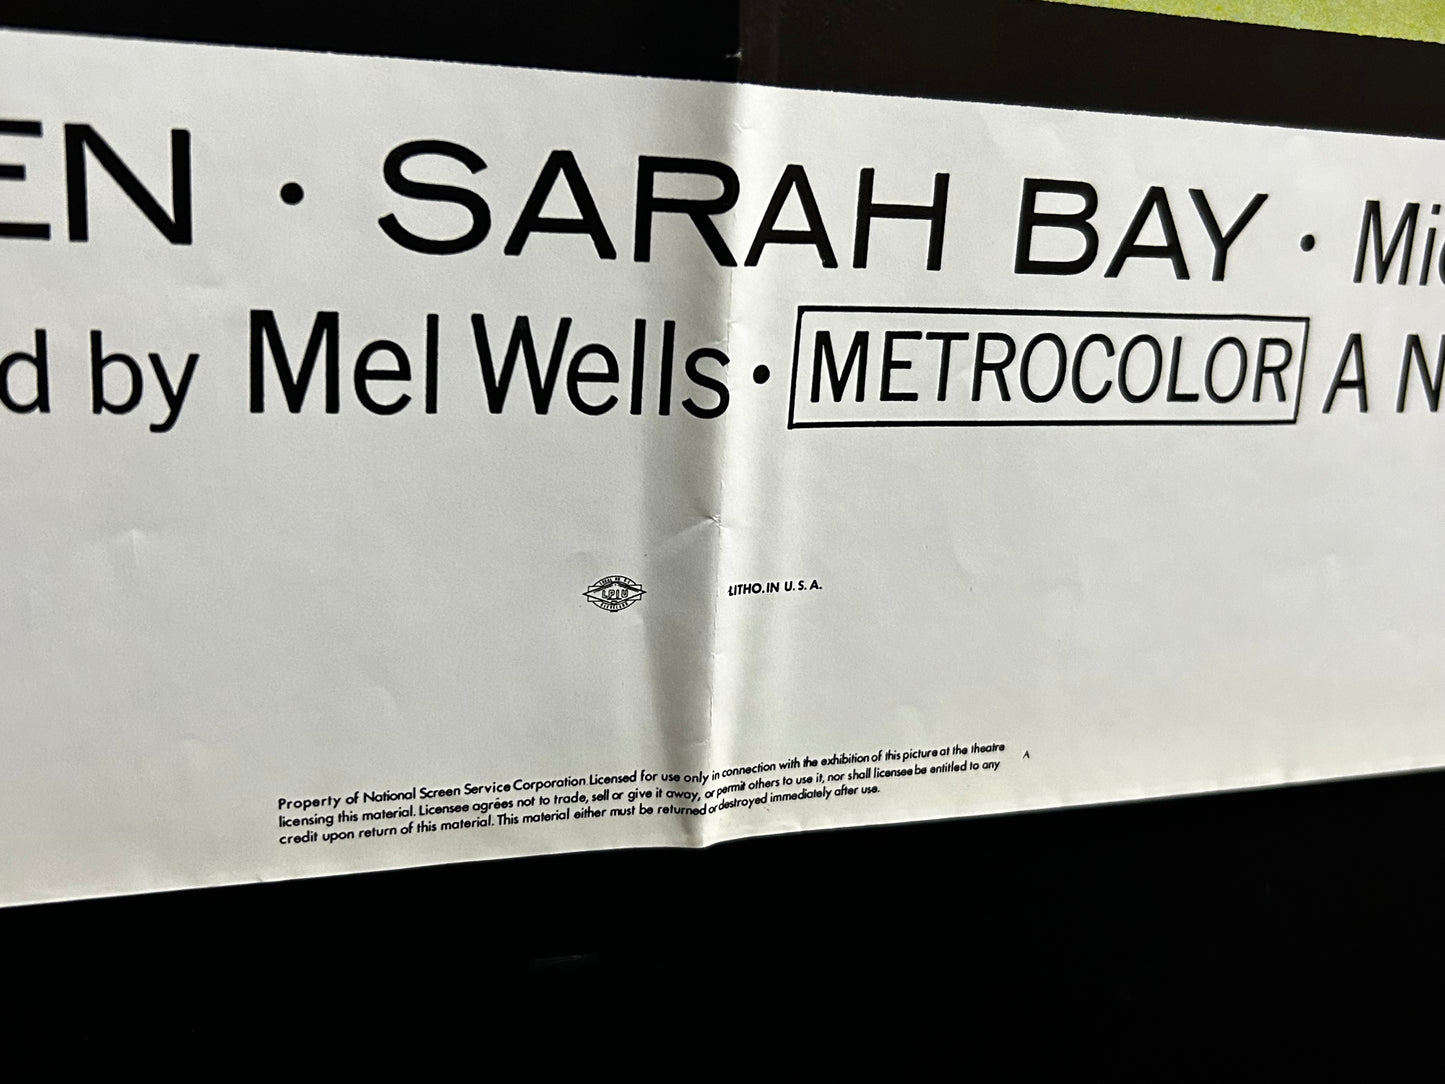 EN · SARAH BAY · Mic
d by Mel Wells · METROCOLOR A N
LPIU
CLEVELAND
LITHO. IN U. S. A.
Property of National Screen Service Corporation Licensed for use only in connection with the exhibition of this picture at the theatre
licensing this material. Licensee agrees not to trade, sell or give it away, or permit others to use it, nor shall licensee be entitled to any
credit upon return of this material. This material either must be returned or destroyed immediately after use.
A